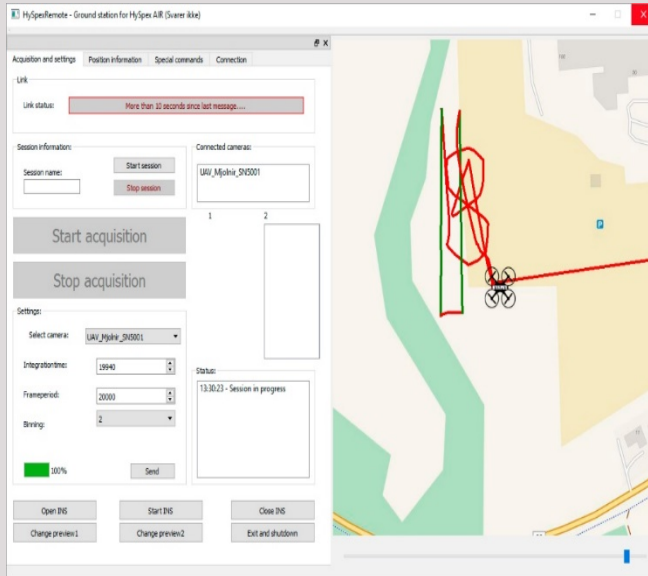 HySpexRemote - Ground station for HySpex AIR (Svarer ikke)
Acquisition and settings Position information Special commands Connection
Link
Link status: More than 10 seconds since last message....
Session information:
Session name:
Start session
Stop session
Connected cameras:
UAV_Mjolnir_SN5001
1 2
Start acquisition
Stop acquisition
Settings:
Select camera: UAV_Mjolnir_SN5001
Integrationtime: 19940
Frameperiod: 20000
Binning: 2
100% Send
Status:
13:30:23 - Session in progress
Open INS Start INS Close INS
Change preview1 Change preview2 Exit and shutdown
P